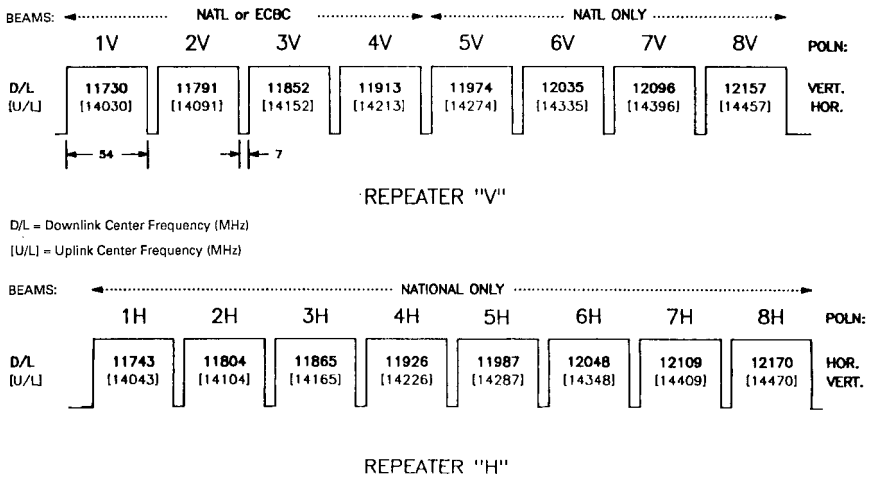 BEAMS: NATL or ECBC NATL ONLY
1V 2V 3V 4V 5V 6V 7V 8V POLN:
D/L 11730 11791 11852 11913 11974 12035 12096 12157 VERT.
[U/L] [14030] [14091] [14152] [14213] [14274] [14335] [14396] [14457] HOR.
54 7
REPEATER "V"
D/L = Downlink Center Frequency (MHz)
[U/L] = Uplink Center Frequency (MHz)
BEAMS: NATIONAL ONLY
1H 2H 3H 4H 5H 6H 7H 8H POLN:
D/L 11743 11804 11865 11926 11987 12048 12109 12170 HOR.
[U/L] [14043] [14104] [14165] [14226] [14287] [14348] [14409] [14470] VERT.
REPEATER "H"